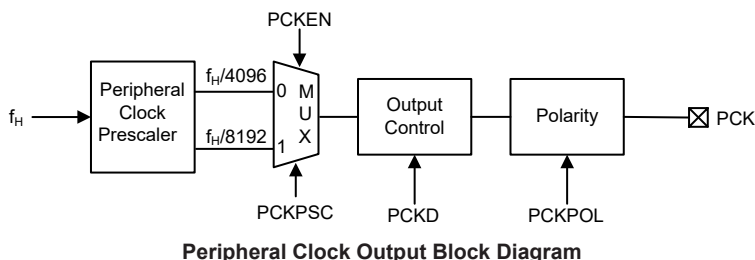 PCKEN
fH
Peripheral
Clock
Prescaler
fH/4096
fH/8192
0
1
M
U
X
PCKPSC
Output
Control
PCKD
Polarity
PCKPOL
PCK
Peripheral Clock Output Block Diagram